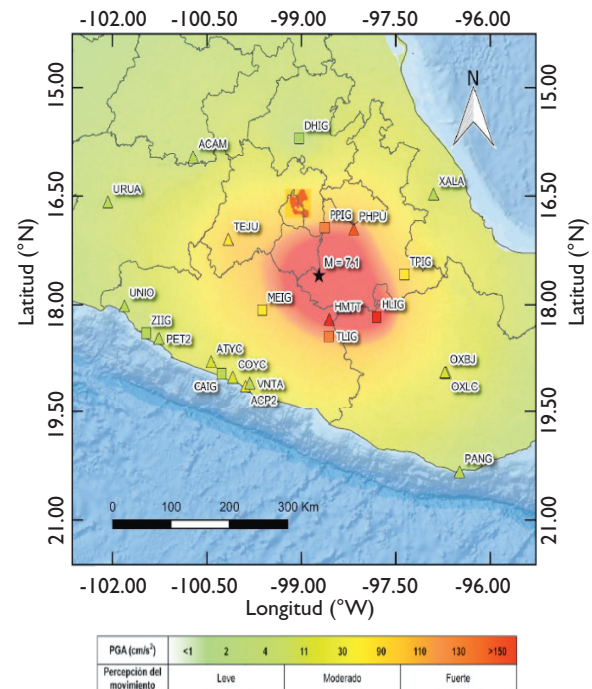 -102.00 -100.50 -99.00 -97.50 -96.00
15.00 15.00
N
DHIG
ACAM
16.50 16.50
URUA
XALA
PPIG
PHPU
TEJU
Latitud (°N) Latitud (°N)
M = 7.1
TPIG
UNIO
MEIG
18.00 18.00
HLIG
HMTT
ZIIG
PET2
TLIG
ATYC
COYC
OXBJ
CAIG
VNTA
OXLC
ACP2
19.50 19.50
PANG
0 100 200 300 Km
21.00 21.00
-102.00 -100.50 -99.00 -97.50 -96.00
Longitud (°W)
PGA (cm/s²) <1 2 4 11 30 90 110 130 >150
Percepción del
movimiento Leve Moderado Fuerte